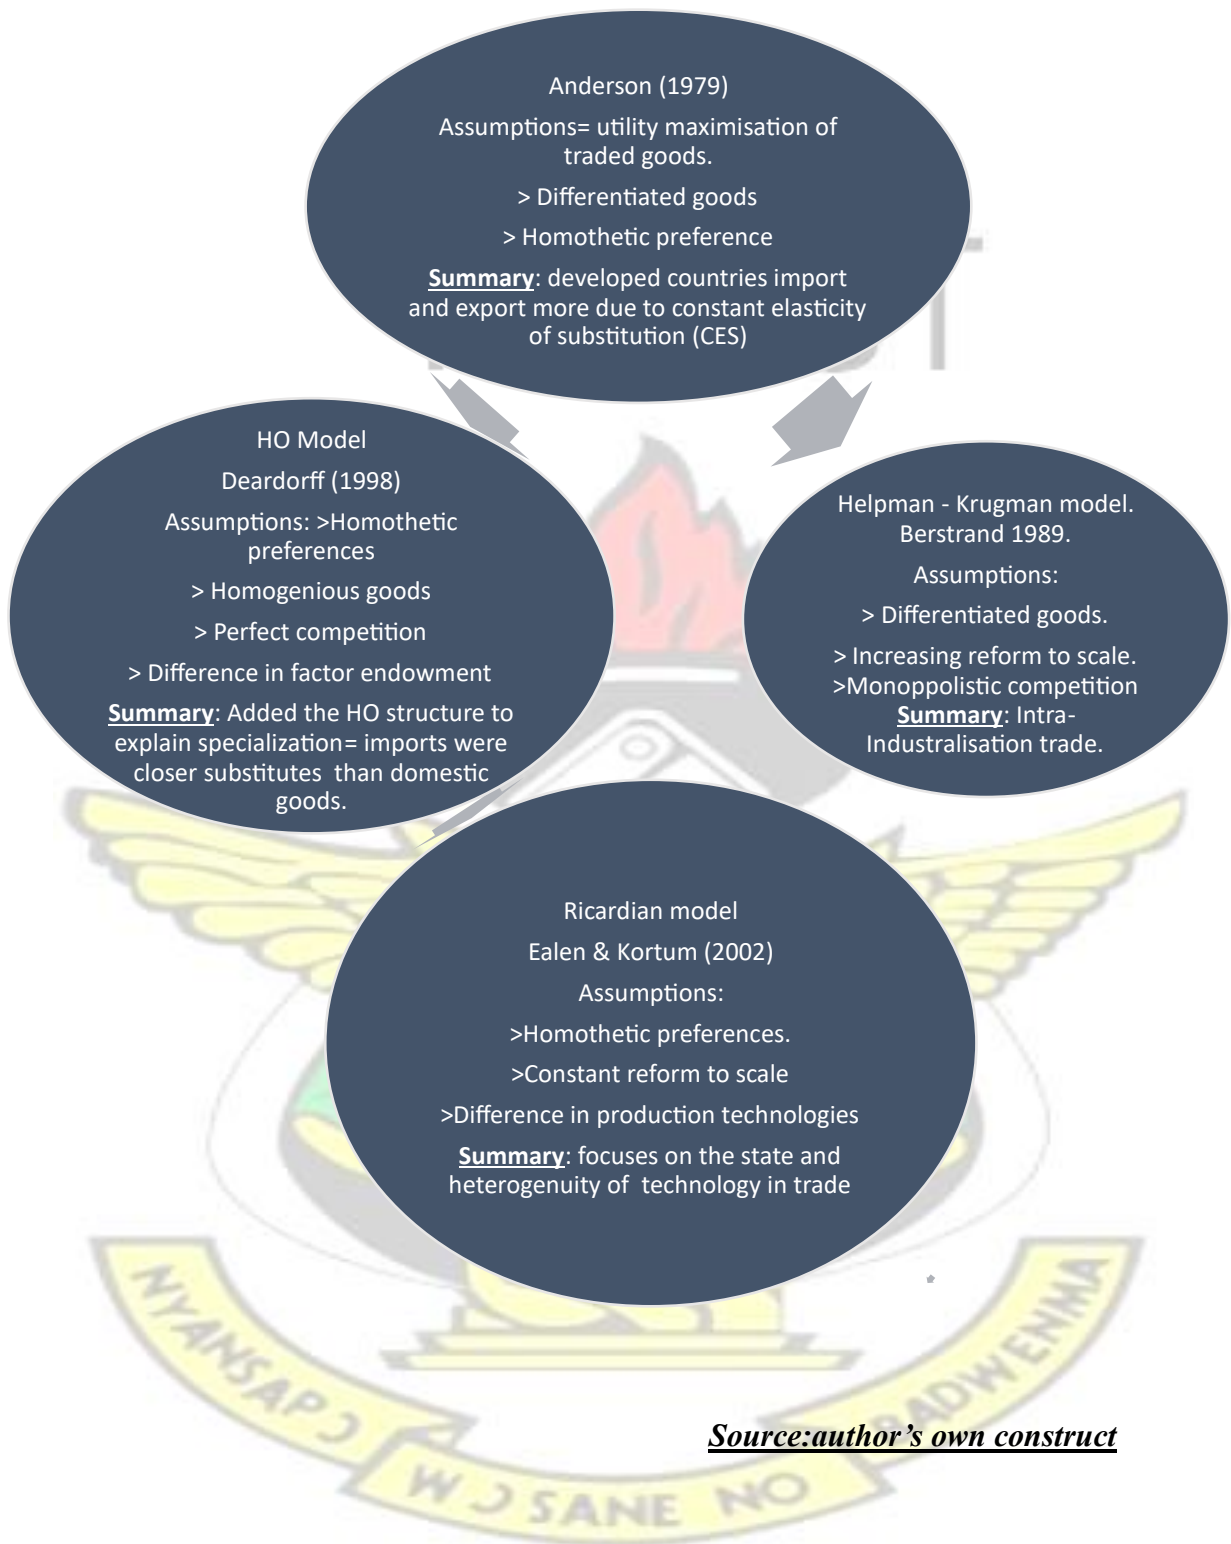 Anderson (1979)
Assumptions= utility maximisation of
traded goods.
> Differentiated goods
> Homothetic preference
Summary: developed countries import
and export more due to constant elasticity
of substitution (CES)
HO Model
Deardorff (1998)
Assumptions: >Homothetic
preferences
> Homogenious goods
> Perfect competition
> Difference in factor endowment
Summary: Added the HO structure to
explain specialization= imports were
closer substitutes than domestic
goods.
Helpman - Krugman model.
Berstrand 1989.
Assumptions:
> Differentiated goods.
> Increasing reform to scale.
>Monoppolistic competition
Summary: Intra-
Industralisation trade.
Ricardian model
Ealen & Kortum (2002)
Assumptions:
>Homothetic preferences.
>Constant reform to scale
>Difference in production technologies
Summary: focuses on the state and
heterogenuity of technology in trade
Source:author's own construct
NYANSAPƆ
WƆSANE NO
BADWENMA